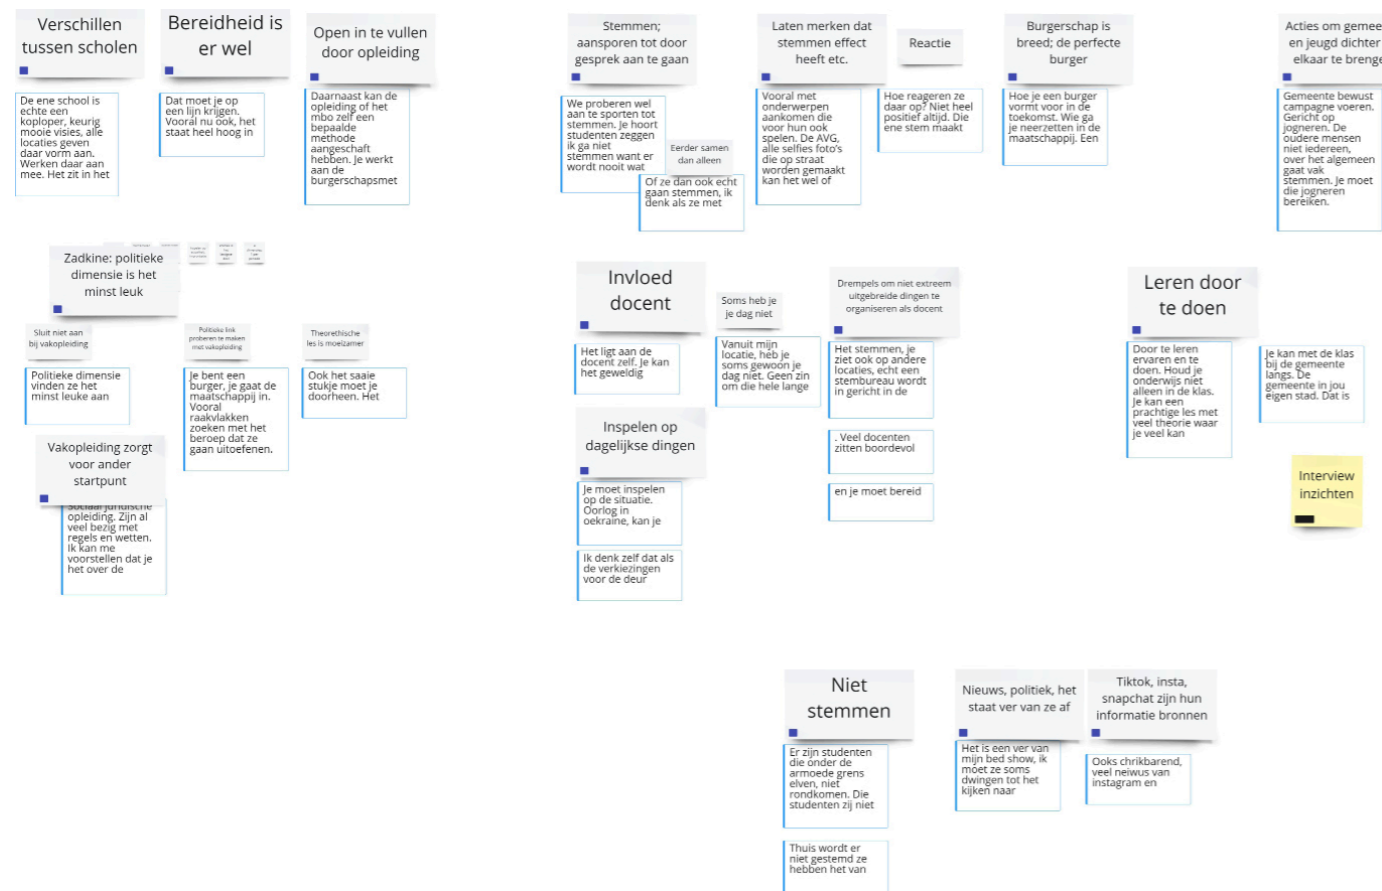 Verschillen
tussen scholen
De ene school is
echte een
koploper, keurig
mooie visies, alle
locaties geven
daar vorm aan.
Werken daar aan
mee. Het zit in het
Bereidheid is
er wel
Dat moet je op
een lijn krijgen.
Vooral nu ook, het
staat heel hoog in
Open in te vullen
door opleiding
Daarnaast kan de
opleiding of het
mbo zelf een
bepaalde
methode
aangeschaft
hebben. Je werkt
aan de
burgerschapsmet
Stemmen;
aansporen tot door
gesprek aan te gaan
We proberen wel
aan te sporten tot
stemmen. Je hoort
studenten zeggen
ik ga niet
stemmen want er
wordt nooit wat
Eerder samen
dan alleen
Of ze dan ook echt
gaan stemmen, ik
denk als ze met
Laten merken dat
stemmen effect
heeft etc.
Vooral met
onderwerpen
aankomen die
voor hun ook
spelen. De AVG,
alle selfies foto's
die op straat
worden gemaakt
kan het wel of
Reactie
Hoe reageren ze
daar op? Niet heel
positief altijd. Die
ene stem maakt
Burgerschap is
breed; de perfecte
burger
Hoe je een burger
vormt voor in de
toekomst. Wie ga
je neerzetten in de
maatschappij. Een
Acties om gemee
en jeugd dichter
elkaar te brenge
Gemeente bewust
campagne voeren.
Gericht op
jogneren. De
oudere mensen
niet iedereen,
over het algemeen
gaat vak
stemmen. Je moet
die jogneren
bereiken.
Zadkine: politieke
dimensie is het
minst leuk
Sluit niet aan
bij vakopleiding
Politieke dimensie
vinden ze het
minst leuke aan
Politieke link
proberen te maken
met vakopleiding
Je bent een
burger, je gaat de
maatschappij in.
Vooral
raakvlakken
zoeken met het
beroep dat ze
gaan uitoefenen.
Theorethische
les is moeizamer
Ook het saaie
stukje moet je
doorheen. Het
Vakopleiding zorgt
voor ander
startpunt
sociaal juridische
opleiding. Zijn al
veel bezig met
regels en wetten.
Ik kan me
voorstellen dat je
het over de
Invloed
docent
Het ligt aan de
docent zelf. Je kan
het geweldig
Soms heb je
je dag niet
Vanuit mijn
locatie, heb je
soms gewoon je
dag niet. Geen zin
om die hele lange
Drempels om niet extreem
uitgebreide dingen te
organiseren als docent
Het stemmen, je
ziet ook op andere
locaties, echt een
stembureau wordt
in gericht in de
. Veel docenten
zitten boordevol
en je moet bereid
Inspelen op
dagelijkse dingen
Je moet inspelen
op de situatie.
Oorlog in
oekraine, kan je
Ik denk zelf dat als
de verkiezingen
voor de deur
Leren door
te doen
Door te leren
ervaren en te
doen. Houd je
onderwijs niet
alleen in de klas.
Je kan een
prachtige les met
veel theorie waar
je veel kan
Je kan met de klas
bij de gemeente
langs. De
gemeente in jou
eigen stad. Dat is
Interview
inzichten
Niet
stemmen
Er zijn studenten
die onder de
armoede grens
elven, niet
rondkomen. Die
studenten zij niet
Thuis wordt er
niet gestemd ze
hebben het van
Nieuws, politiek, het
staat ver van ze af
Het is een ver van
mijn bed show, ik
moet ze soms
dwingen tot het
kijken naar
Tiktok, insta,
snapchat zijn hun
informatie bronnen
Ooks chrikbarend,
veel neiwus van
instagram en